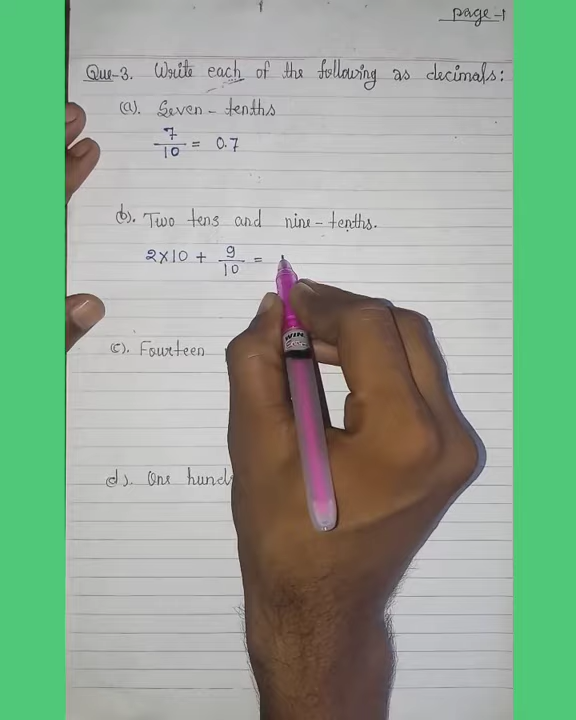 page-1
Que-3. Write each of the following as decimals:
(a). Seven-tenths
7/10 = 0.7
(b). Two tens and nine-tenths.
2×10 + 9/10 =
(c). Fourteen
(d). One
WIN